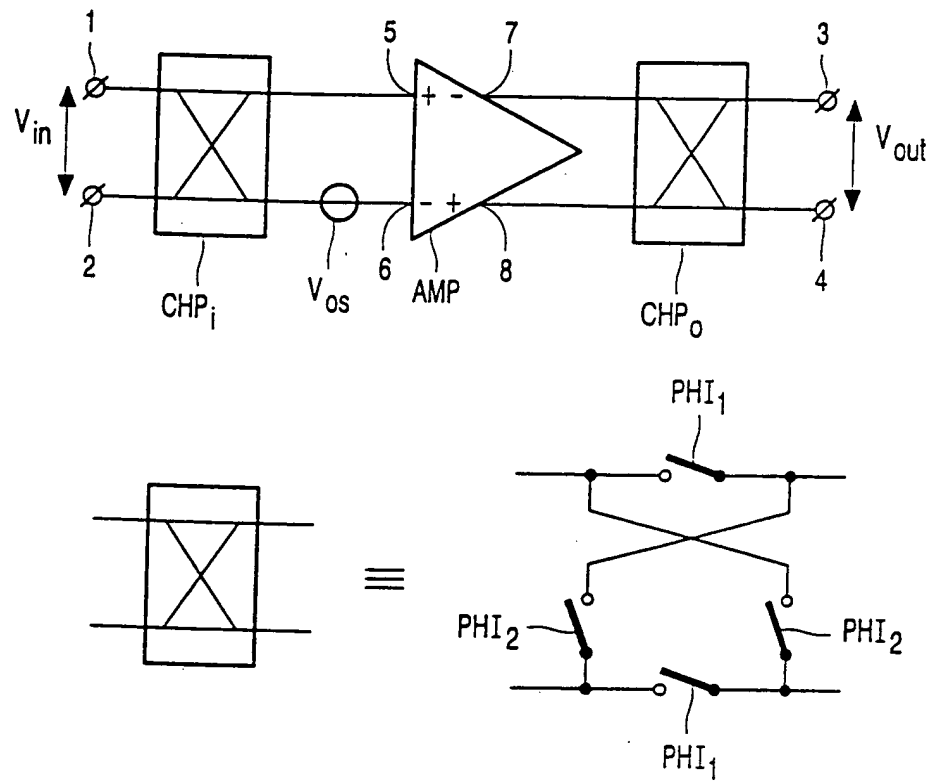 1
5
7
3
+ -
V_in
V_out
- +
2
6
8
4
CHP_i
V_os
AMP
CHP_o
PHI_1
≡
PHI_2
PHI_2
PHI_1